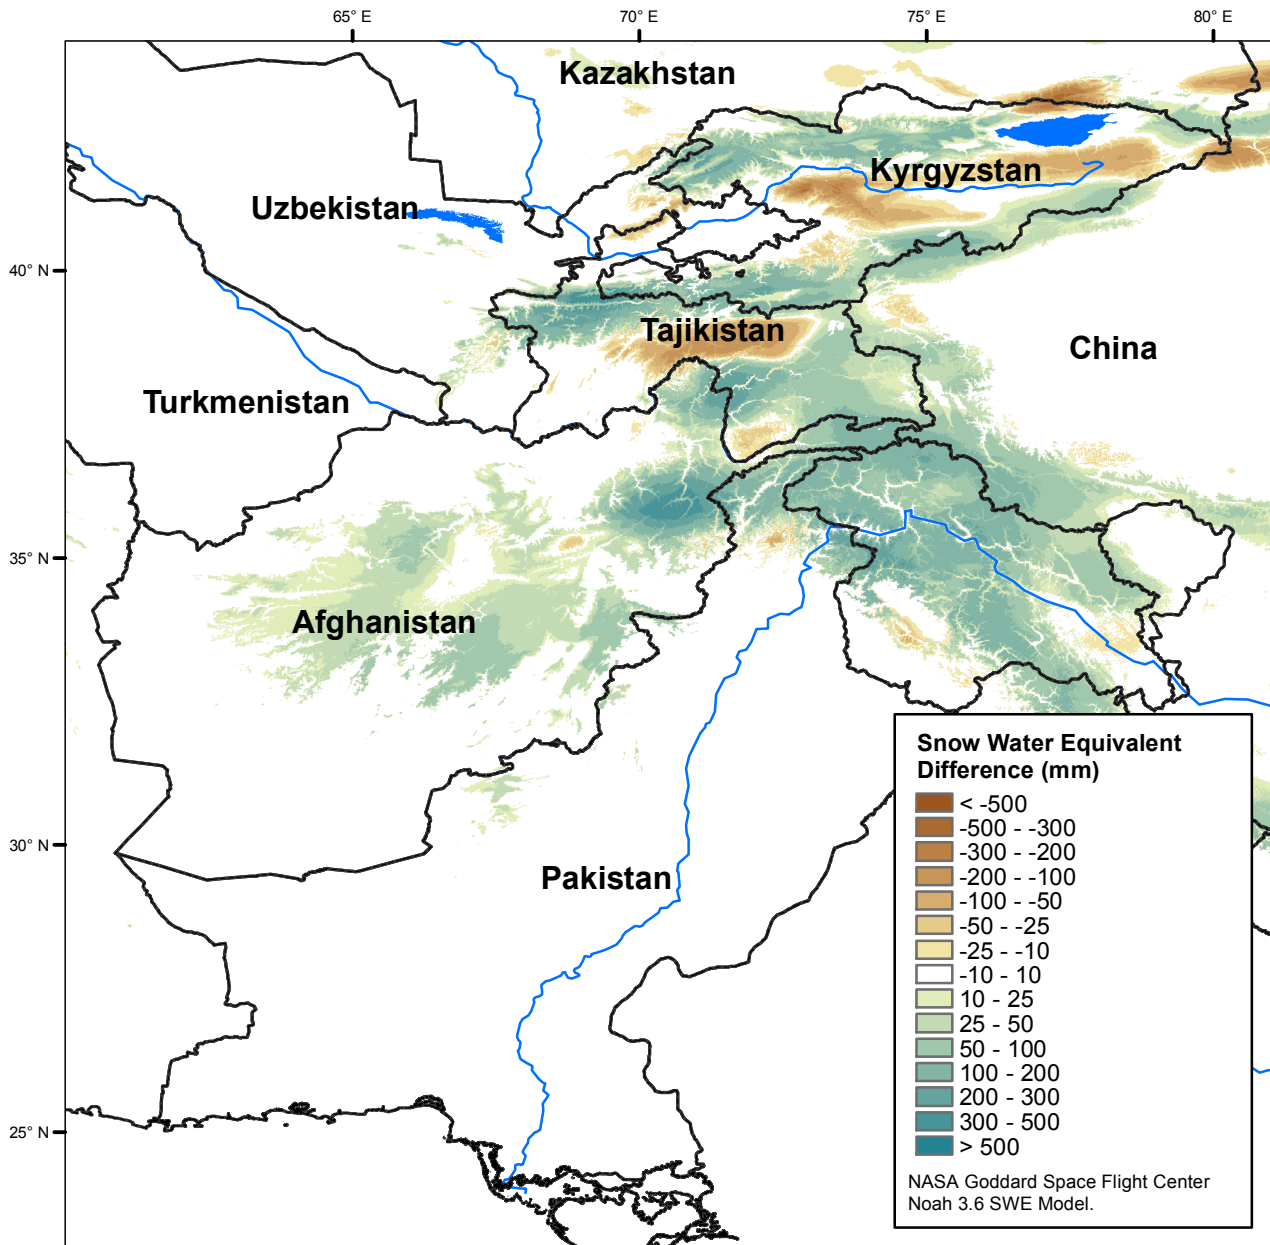 65° E
70° E
75° E
80° E
Kazakhstan
Kyrgyzstan
Uzbekistan
40° N
Tajikistan
China
Turkmenistan
35° N
Afghanistan
30° N
Pakistan
25° N
Snow Water Equivalent
Difference (mm)
< -500
-500 - -300
-300 - -200
-200 - -100
-100 - -50
-50 - -25
-25 - -10
-10 - 10
10 - 25
25 - 50
50 - 100
100 - 200
200 - 300
300 - 500
> 500
NASA Goddard Space Flight Center
Noah 3.6 SWE Model.